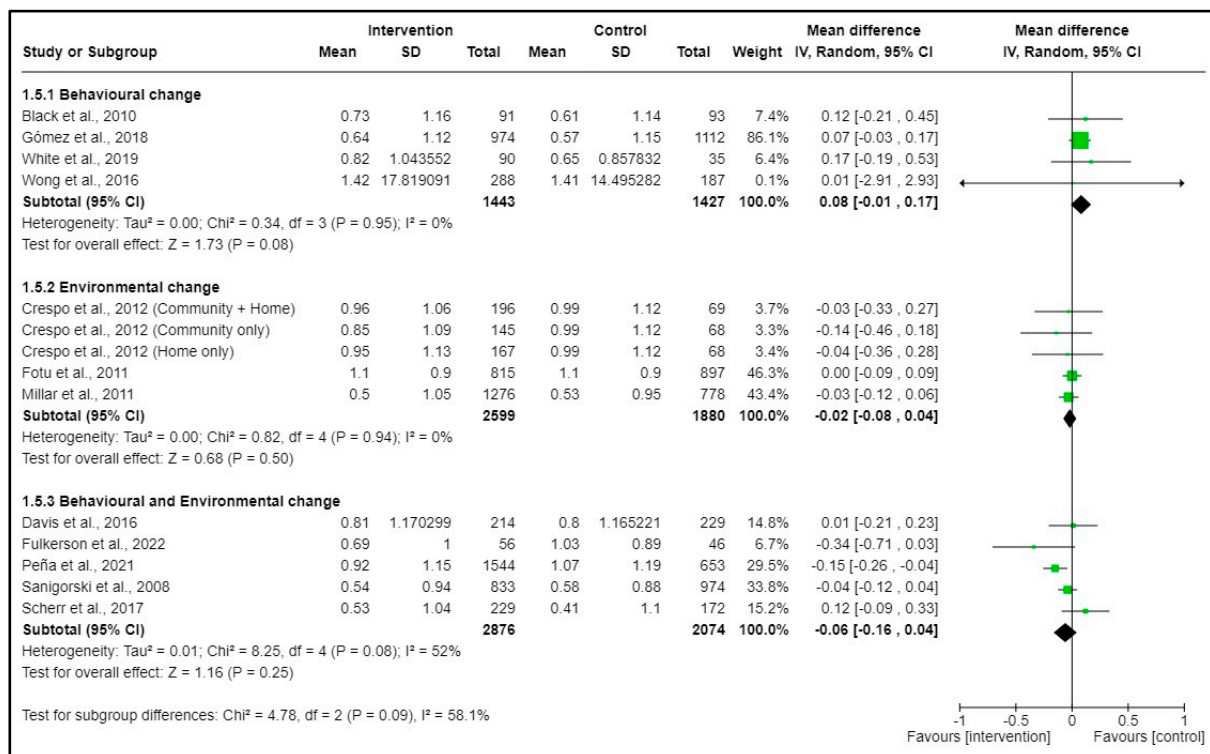 Intervention Control Mean difference Mean difference
Study or Subgroup Mean SD Total Mean SD Total Weight IV, Random, 95% CI IV, Random, 95% CI
1.5.1 Behavioural change
Black et al., 2010 0.73 1.16 91 0.61 1.14 93 7.4% 0.12 [-0.21 , 0.45]
Gómez et al., 2018 0.64 1.12 974 0.57 1.15 1112 86.1% 0.07 [-0.03 , 0.17]
White et al., 2019 0.82 1.043552 90 0.65 0.857832 35 6.4% 0.17 [-0.19 , 0.53]
Wong et al., 2016 1.42 17.819091 288 1.41 14.495282 187 0.1% 0.01 [-2.91 , 2.93]
Subtotal (95% CI) 1443 1427 100.0% 0.08 [-0.01 , 0.17]
Heterogeneity: Tau² = 0.00; Chi² = 0.34, df = 3 (P = 0.95); I² = 0%
Test for overall effect: Z = 1.73 (P = 0.08)
1.5.2 Environmental change
Crespo et al., 2012 (Community + Home) 0.96 1.06 196 0.99 1.12 69 3.7% -0.03 [-0.33 , 0.27]
Crespo et al., 2012 (Community only) 0.85 1.09 145 0.99 1.12 68 3.3% -0.14 [-0.46 , 0.18]
Crespo et al., 2012 (Home only) 0.95 1.13 167 0.99 1.12 68 3.4% -0.04 [-0.36 , 0.28]
Fotu et al., 2011 1.1 0.9 815 1.1 0.9 897 46.3% 0.00 [-0.09 , 0.09]
Millar et al., 2011 0.5 1.05 1276 0.53 0.95 778 43.4% -0.03 [-0.12 , 0.06]
Subtotal (95% CI) 2599 1880 100.0% -0.02 [-0.08 , 0.04]
Heterogeneity: Tau² = 0.00; Chi² = 0.82, df = 4 (P = 0.94); I² = 0%
Test for overall effect: Z = 0.68 (P = 0.50)
1.5.3 Behavioural and Environmental change
Davis et al., 2016 0.81 1.170299 214 0.8 1.165221 229 14.8% 0.01 [-0.21 , 0.23]
Fulkerson et al., 2022 0.69 1 56 1.03 0.89 46 6.7% -0.34 [-0.71 , 0.03]
Peña et al., 2021 0.92 1.15 1544 1.07 1.19 653 29.5% -0.15 [-0.26 , -0.04]
Sanigorski et al., 2008 0.54 0.94 833 0.58 0.88 974 33.8% -0.04 [-0.12 , 0.04]
Scherr et al., 2017 0.53 1.04 229 0.41 1.1 172 15.2% 0.12 [-0.09 , 0.33]
Subtotal (95% CI) 2876 2074 100.0% -0.06 [-0.16 , 0.04]
Heterogeneity: Tau² = 0.01; Chi² = 8.25, df = 4 (P = 0.08); I² = 52%
Test for overall effect: Z = 1.16 (P = 0.25)
Test for subgroup differences: Chi² = 4.78, df = 2 (P = 0.09), I² = 58.1%
-1 -0.5 0 0.5 1
Favours [intervention] Favours [control]